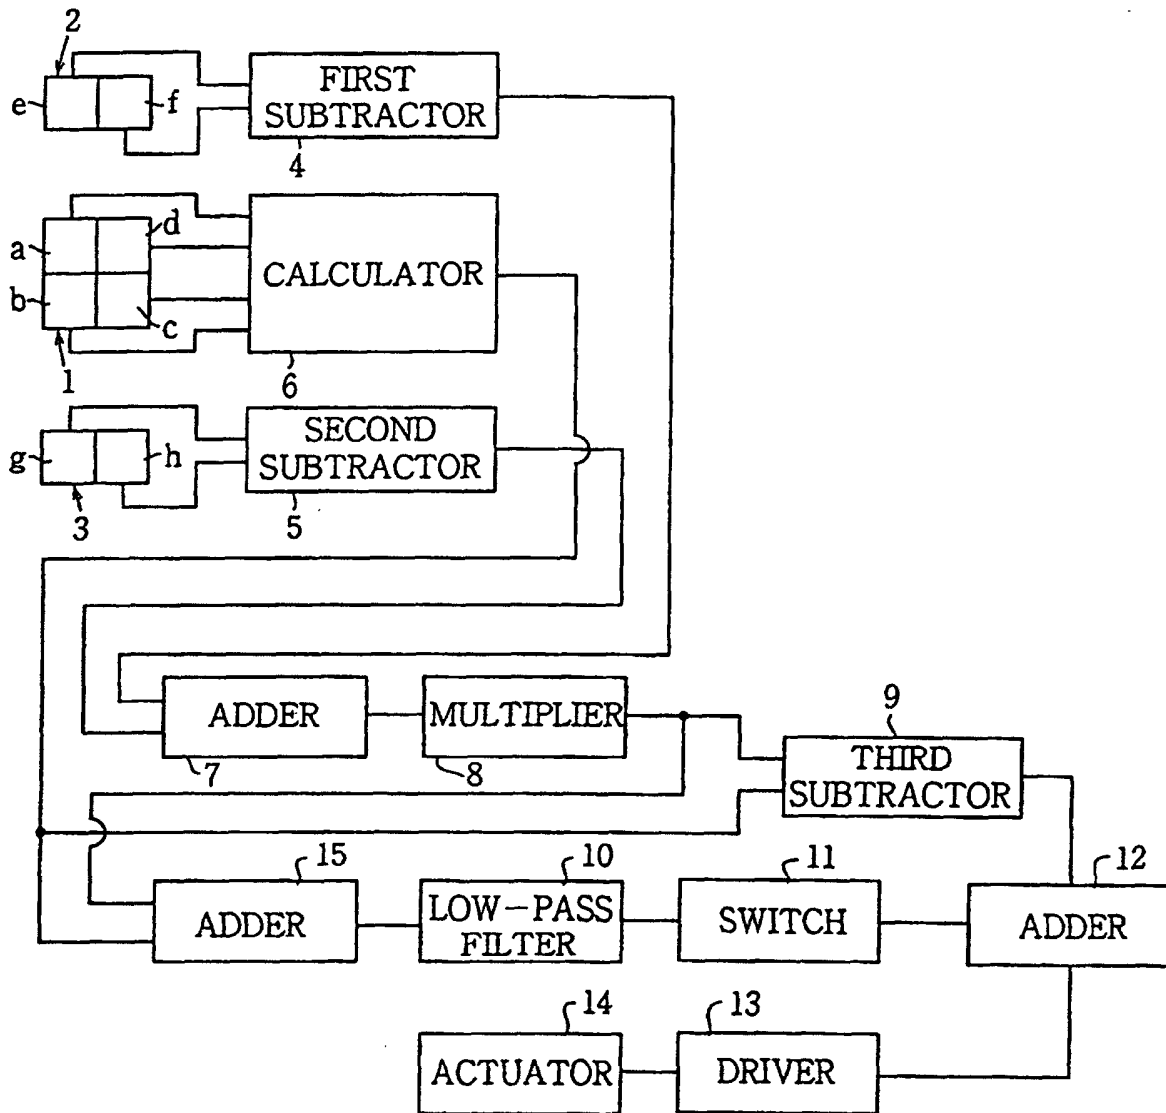 2
e
f
FIRST
SUBTRACTOR
4
a
d
b
c
1
CALCULATOR
6
g
h
3
SECOND
SUBTRACTOR
5
ADDER
7
MULTIPLIER
8
9
THIRD
SUBTRACTOR
15
ADDER
10
LOW-PASS
FILTER
11
SWITCH
12
ADDER
14
ACTUATOR
13
DRIVER